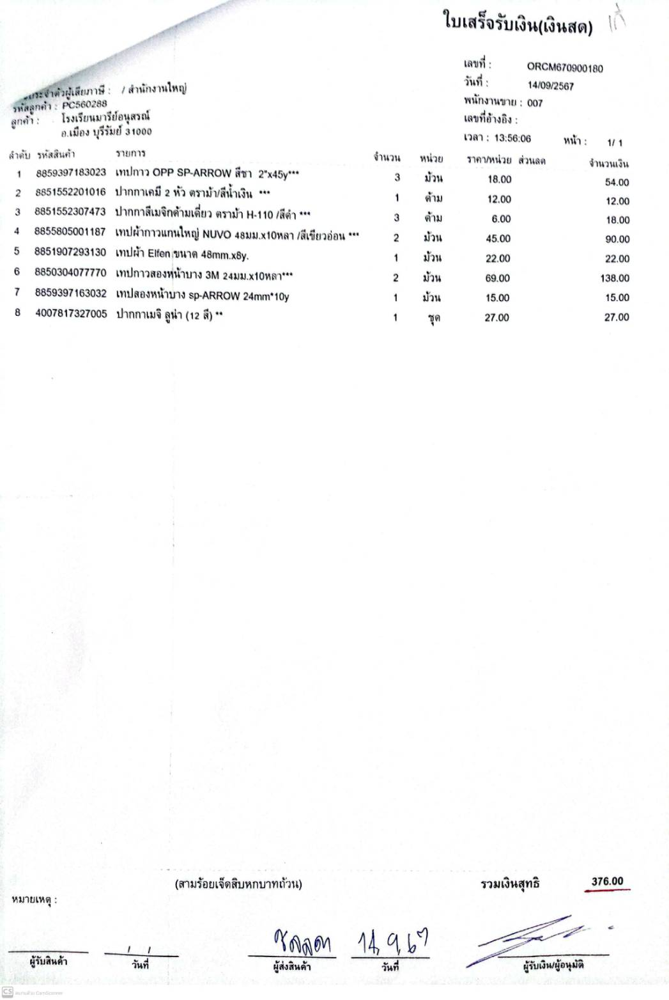 ใบเสร็จรับเงิน(เงินสด)
เลขที่ : ORCM670900180
วันที่ : 14/09/2567
พนักงานขาย : 007
เลขที่อ้างอิง :
เวลา : 13:56:06 หน้า : 1/ 1
ประจำตัวผู้เสียภาษี : / สำนักงานใหญ่
รหัสลูกค้า : PC560288
ลูกค้า : โรงเรียนมารีย์อนุสรณ์
อ.เมือง บุรีรัมย์ 31000
ลำดับ รหัสสินค้า รายการ จำนวน หน่วย ราคา/หน่วย ส่วนลด จำนวนเงิน
1 8859397183023 เทปกาว OPP SP-ARROW สีชา 2"x45y*** 3 ม้วน 18.00 54.00
2 8851552201016 ปากกาเคมี 2 หัว ตราม้า/สีน้ำเงิน *** 1 ด้าม 12.00 12.00
3 8851552307473 ปากกาสีเมจิกด้ามเดี่ยว ตราม้า H-110 /สีดำ *** 3 ด้าม 6.00 18.00
4 8855805001187 เทปผ้ากาวแกนใหญ่ NUVO 48มม.x10หลา /สีเขียวอ่อน *** 2 ม้วน 45.00 90.00
5 8851907293130 เทปผ้า Elfen ขนาด 48mm.x8y. 1 ม้วน 22.00 22.00
6 8850304077770 เทปกาวสองหน้าบาง 3M 24มม.x10หลา*** 2 ม้วน 69.00 138.00
7 8859397163032 เทปสองหน้าบาง sp-ARROW 24mm*10y 1 ม้วน 15.00 15.00
8 4007817327005 ปากกาเมจิ ลูน่า (12 สี) ** 1 ชุด 27.00 27.00
(สามร้อยเจ็ดสิบหกบาทถ้วน) รวมเงินสุทธิ 376.00
หมายเหตุ :
14, 9, 67
ผู้รับสินค้า วันที่ ผู้ส่งสินค้า วันที่ ผู้รับเงิน/ผู้อนุมัติ
CS สแกนด้วย CamScanner